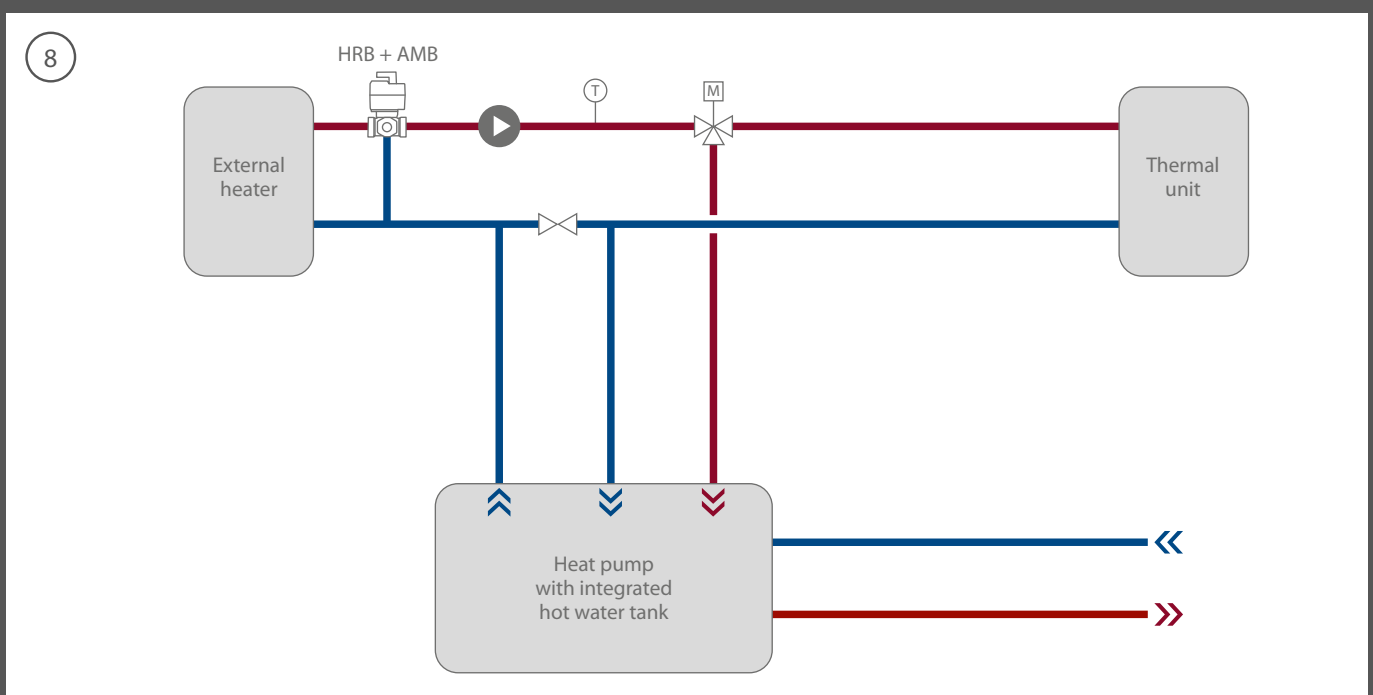 8
HRB + AMB
T
M
External
heater
Thermal
unit
Heat pump
with integrated
hot water tank